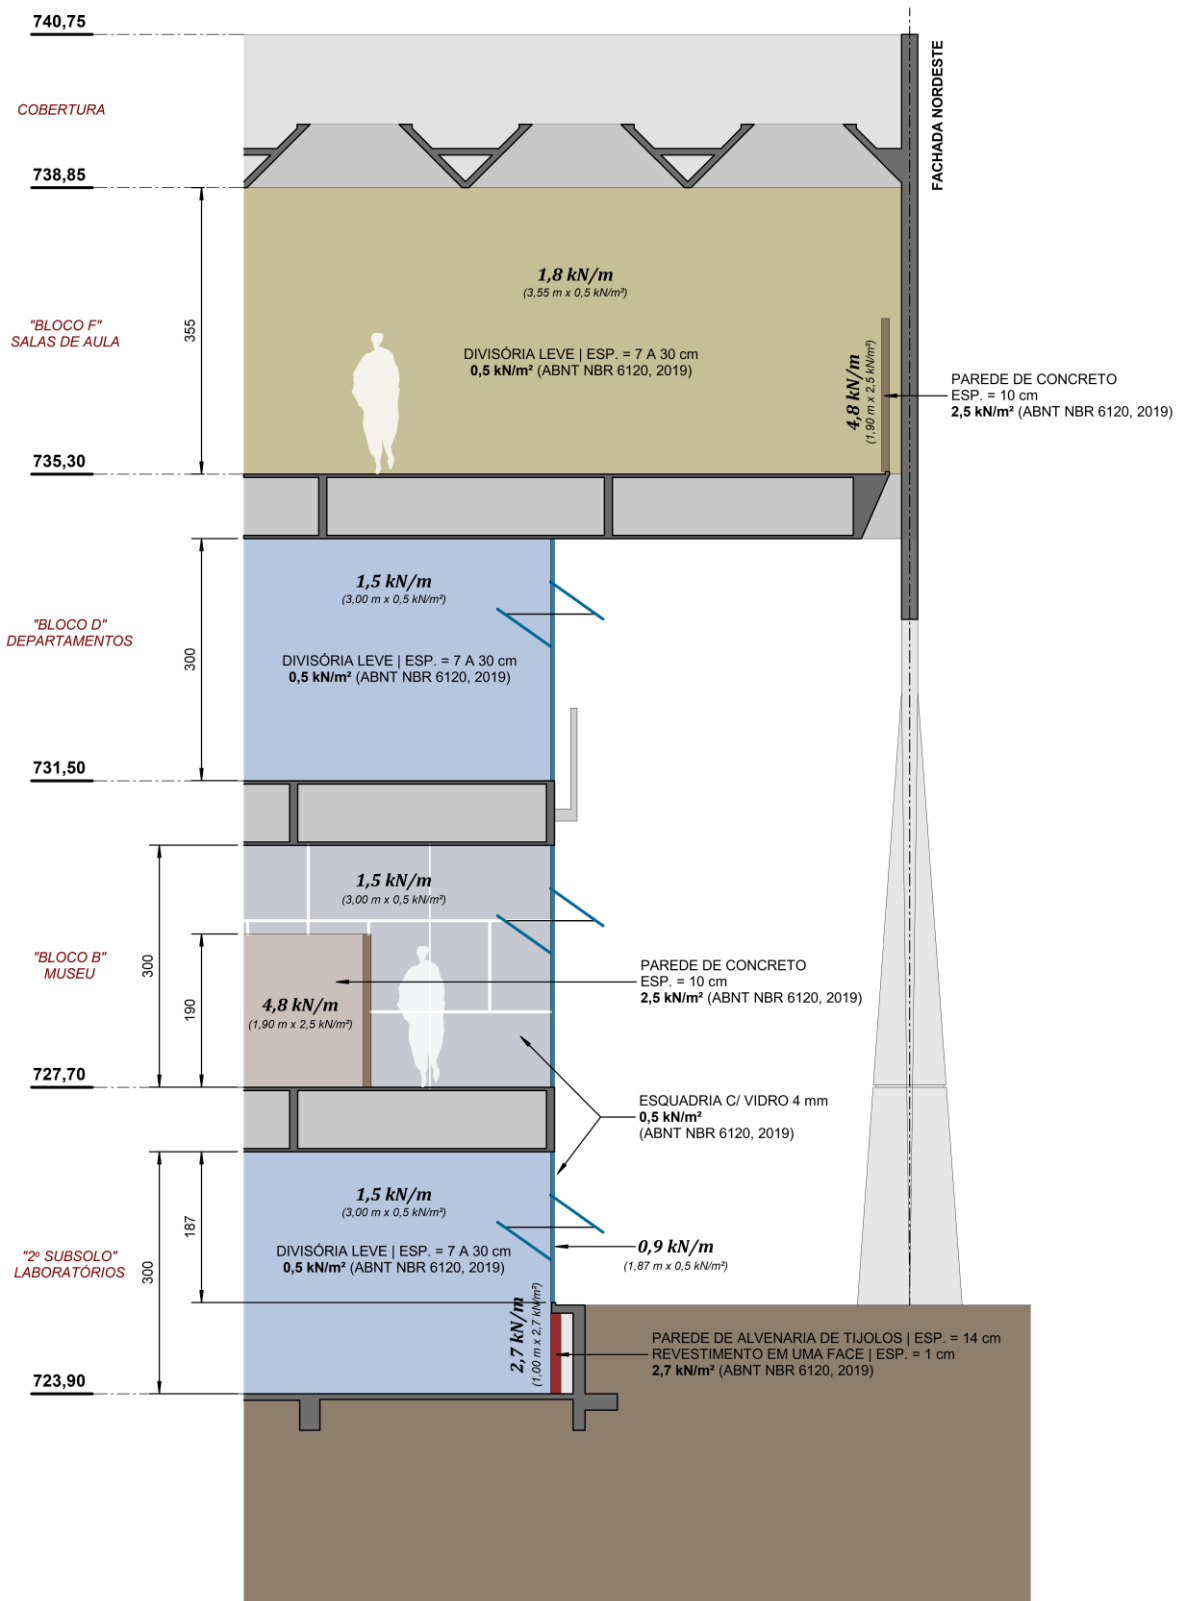 740,75
COBERTURA
FACHADA NORDESTE
738,85
1,8 kN/m
(3,55 m x 0,5 kN/m²)
355
"BLOCO F"
SALAS DE AULA
DIVISÓRIA LEVE | ESP. = 7 A 30 cm
0,5 kN/m² (ABNT NBR 6120, 2019)
4,8 kN/m
(1,90 m x 2,5 kN/m²)
PAREDE DE CONCRETO
ESP. = 10 cm
2,5 kN/m² (ABNT NBR 6120, 2019)
735,30
1,5 kN/m
(3,00 m x 0,5 kN/m²)
"BLOCO D"
DEPARTAMENTOS
300
DIVISÓRIA LEVE | ESP. = 7 A 30 cm
0,5 kN/m² (ABNT NBR 6120, 2019)
731,50
1,5 kN/m
(3,00 m x 0,5 kN/m²)
"BLOCO B"
MUSEU
300
190
4,8 kN/m
(1,90 m x 2,5 kN/m²)
PAREDE DE CONCRETO
ESP. = 10 cm
2,5 kN/m² (ABNT NBR 6120, 2019)
727,70
ESQUADRIA C/ VIDRO 4 mm
0,5 kN/m²
(ABNT NBR 6120, 2019)
1,5 kN/m
(3,00 m x 0,5 kN/m²)
187
"2º SUBSOLO"
LABORATÓRIOS
300
DIVISÓRIA LEVE | ESP. = 7 A 30 cm
0,5 kN/m² (ABNT NBR 6120, 2019)
0,9 kN/m
(1,87 m x 0,5 kN/m²)
2,7 kN/m
(1,00 m x 2,7 kN/m²)
PAREDE DE ALVENARIA DE TIJOLOS | ESP. = 14 cm
REVESTIMENTO EM UMA FACE | ESP. = 1 cm
2,7 kN/m² (ABNT NBR 6120, 2019)
723,90